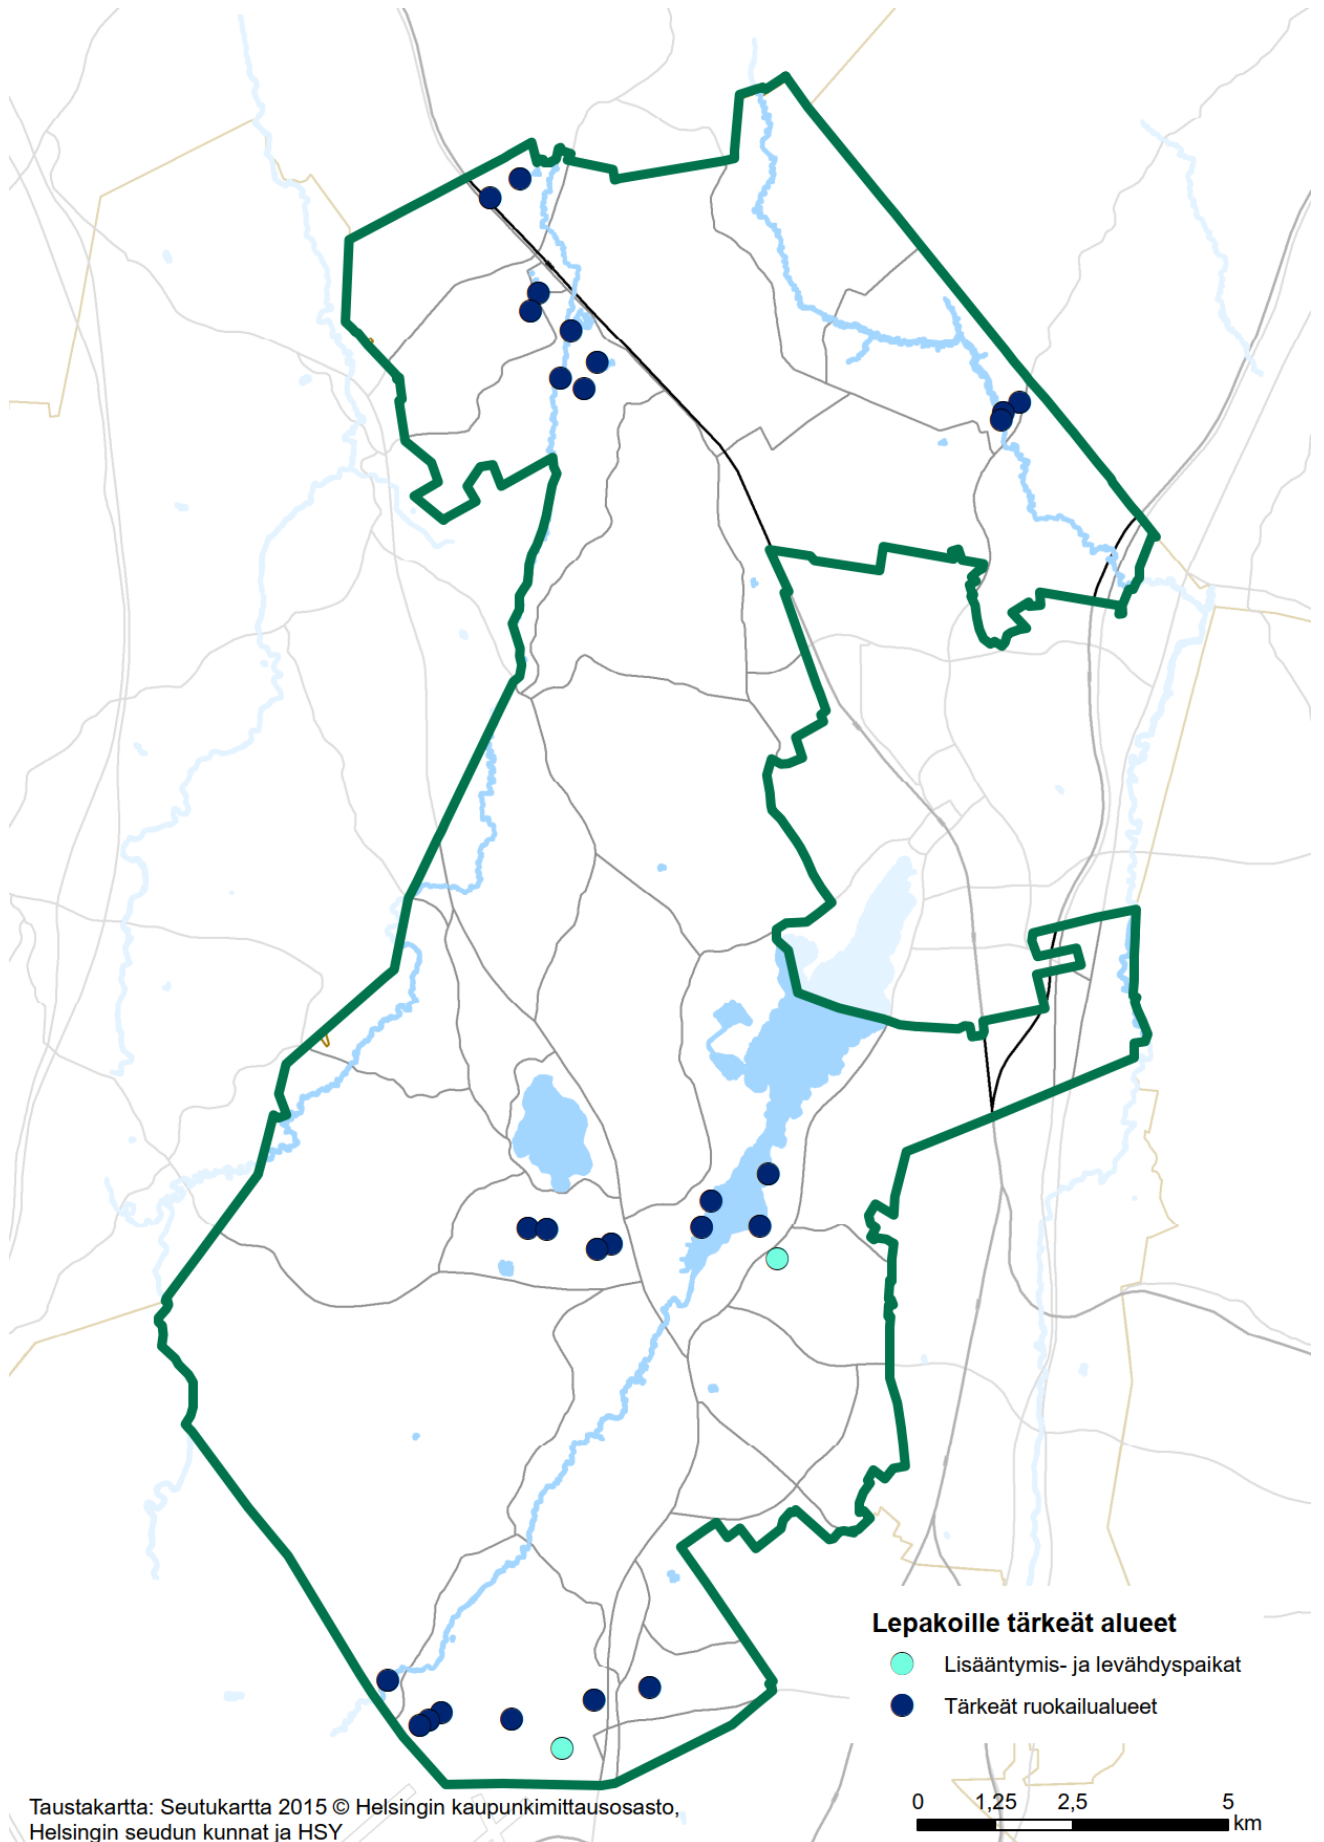 Lepakoille tärkeät alueet
Lisääntymis- ja levähdyspaikat
Tärkeät ruokailualueet
0 1,25 2,5 5
km
Taustakartta: Seutukartta 2015 © Helsingin kaupunkimittausosasto,
Helsingin seudun kunnat ja HSY